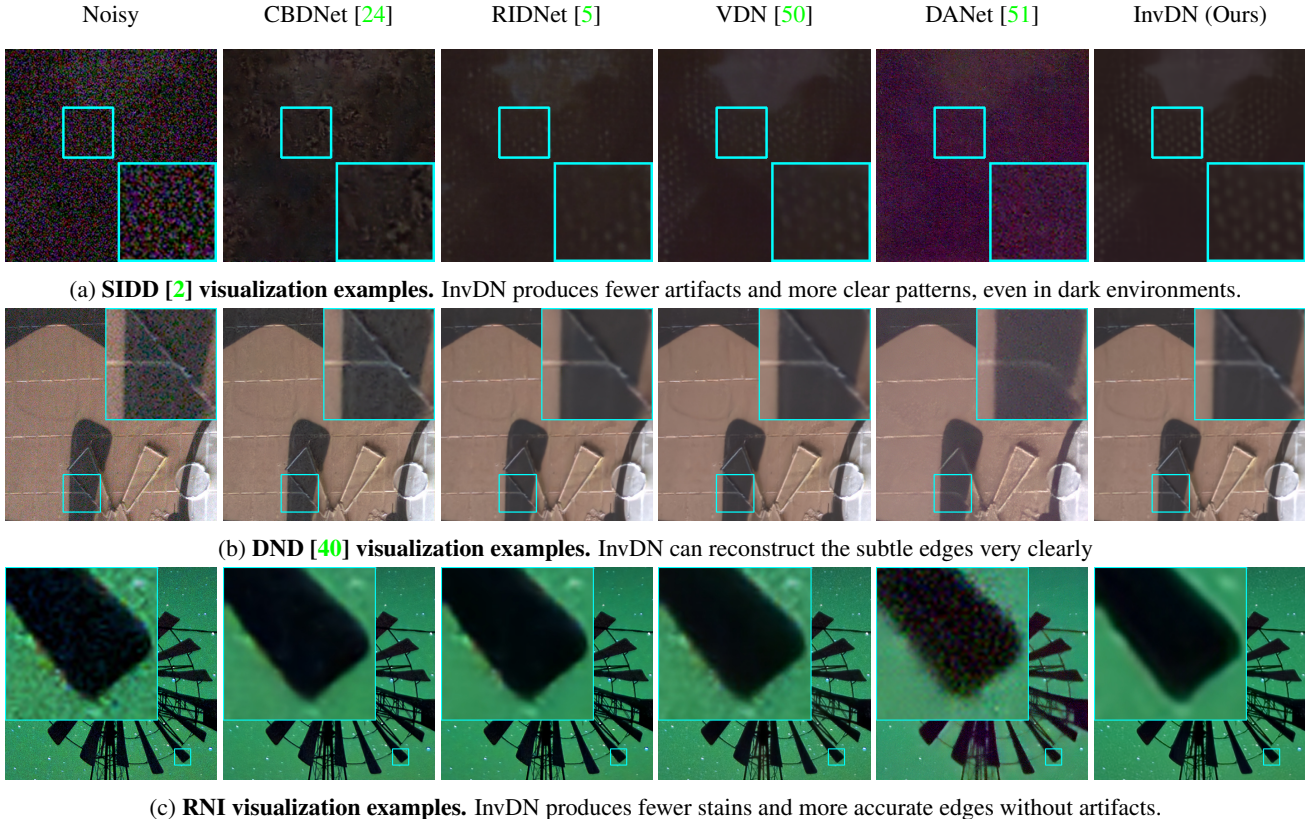 Noisy CBDNet [24] RIDNet [5] VDN [50] DANet [51] InvDN (Ours)
(a) SIDD [2] visualization examples. InvDN produces fewer artifacts and more clear patterns, even in dark environments.
(b) DND [40] visualization examples. InvDN can reconstruct the subtle edges very clearly
(c) RNI visualization examples. InvDN produces fewer stains and more accurate edges without artifacts.